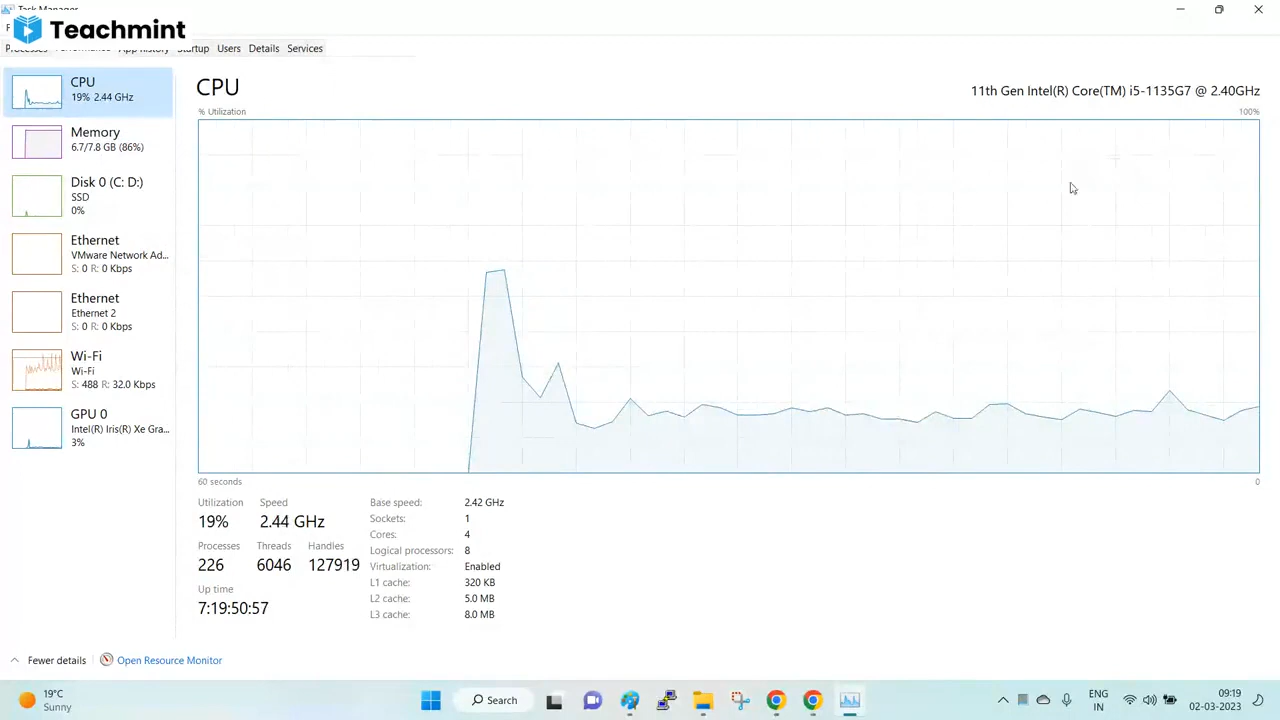 Task Manager
Teachmint
Processes Performance App history Startup Users Details Services
CPU
19% 2.44 GHz
Memory
6.7/7.8 GB (86%)
Disk 0 (C: D:)
SSD
0%
Ethernet
VMware Network Ad...
S: 0 R: 0 Kbps
Ethernet
Ethernet 2
S: 0 R: 0 Kbps
Wi-Fi
Wi-Fi
S: 488 R: 32.0 Kbps
GPU 0
Intel(R) Iris(R) Xe Gra...
3%
CPU
11th Gen Intel(R) Core(TM) i5-1135G7 @ 2.40GHz
% Utilization
100%
60 seconds
0
Utilization Speed
19% 2.44 GHz
Processes Threads Handles
226 6046 127919
Up time
7:19:50:57
Base speed: 2.42 GHz
Sockets: 1
Cores: 4
Logical processors: 8
Virtualization: Enabled
L1 cache: 320 KB
L2 cache: 5.0 MB
L3 cache: 8.0 MB
Fewer details
Open Resource Monitor
19°C
Sunny
Search
ENG
IN
09:19
02-03-2023